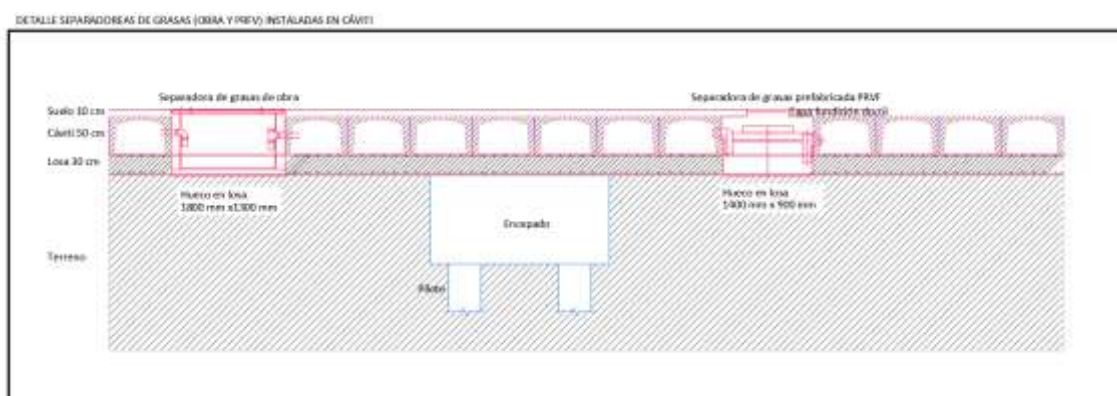 DETALLE SEPARADOREAS DE GRASAS (OBRA Y PRFV) INSTALADAS EN CÁVITI
Separadora de grasas de obra
Separadora de grasas prefabricada PRVF
Suelo 10 cm
Tapa fundición dúctil
Cáviti 50 cm
Losa 30 cm
Hueco en losa
1800 mm x1300 mm
Hueco en losa
1400 mm x 900 mm
Encepado
Terreno
Pilote